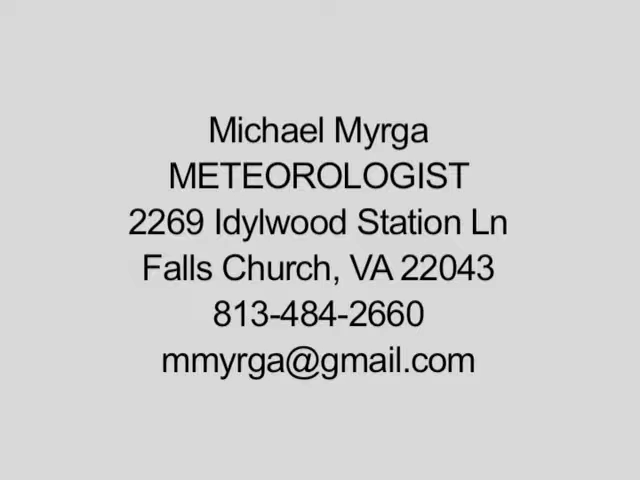 Michael Myrga
METEOROLOGIST
2269 Idylwood Station Ln
Falls Church, VA 22043
813-484-2660
mmyrga@gmail.com